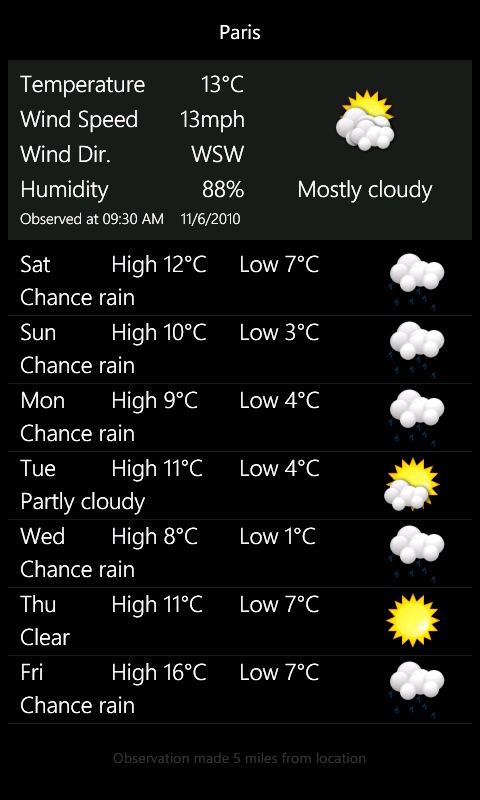 Paris
Temperature 13°C
Wind Speed 13mph
Wind Dir. WSW
Humidity 88% Mostly cloudy
Observed at 09:30 AM 11/6/2010
Sat High 12°C Low 7°C
Chance rain
Sun High 10°C Low 3°C
Chance rain
Mon High 9°C Low 4°C
Chance rain
Tue High 11°C Low 4°C
Partly cloudy
Wed High 8°C Low 1°C
Chance rain
Thu High 11°C Low 7°C
Clear
Fri High 16°C Low 7°C
Chance rain
Observation made 5 miles from location